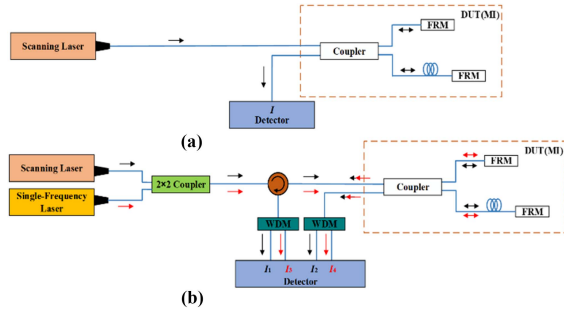 DUT(MI)
FRM
Scanning Laser
Coupler
FRM
I
Detector
(a)
DUT(MI)
Scanning Laser
FRM
2×2 Coupler
Coupler
Single-Frequency
Laser
FRM
WDM
WDM
I1 I3 I2 I4
Detector
(b)